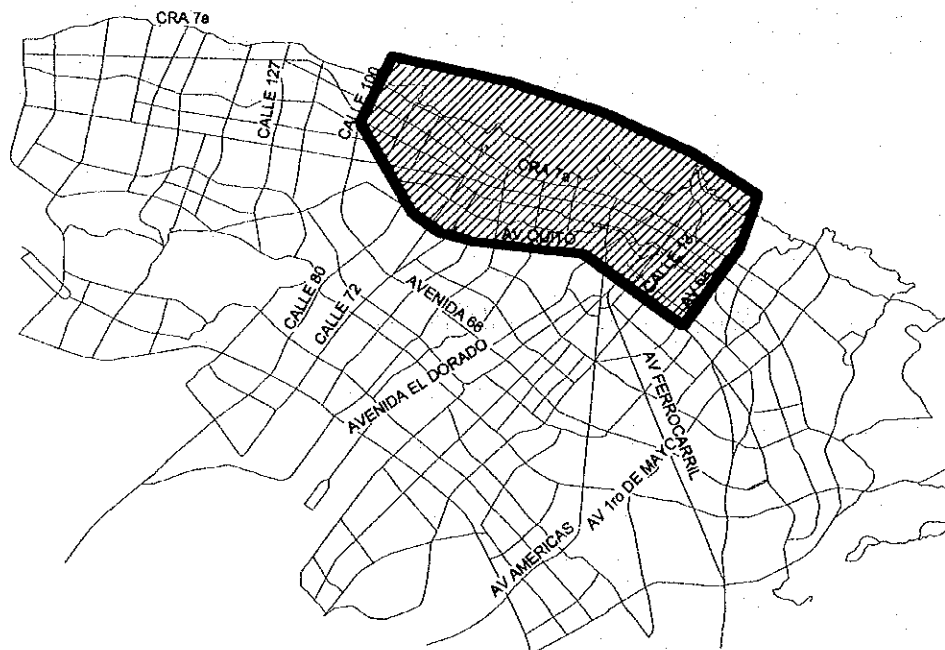 CRA 7a
CALLE 127
CALLE 100
CRA 7a
AV QUITO
CALLE 13
AV 6a
CALLE 80
CALLE 72
AVENIDA 68
AVENIDA EL DORADO
AV FERROCARRIL
AV 1ro DE MAYO
AV AMERICAS